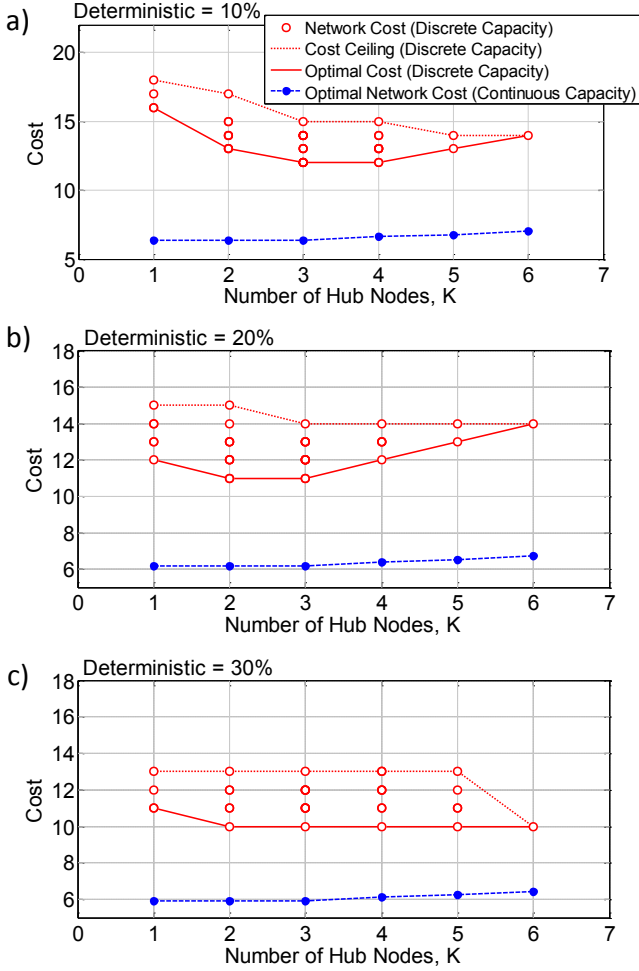 a)
Deterministic = 10%
Network Cost (Discrete Capacity)
Cost Ceiling (Discrete Capacity)
Optimal Cost (Discrete Capacity)
Optimal Network Cost (Continuous Capacity)
20
15
10
5
Cost
0 1 2 3 4 5 6 7
Number of Hub Nodes, K
b)
Deterministic = 20%
18
16
14
12
10
8
6
Cost
0 1 2 3 4 5 6 7
Number of Hub Nodes, K
c)
Deterministic = 30%
18
16
14
12
10
8
6
Cost
0 1 2 3 4 5 6 7
Number of Hub Nodes, K